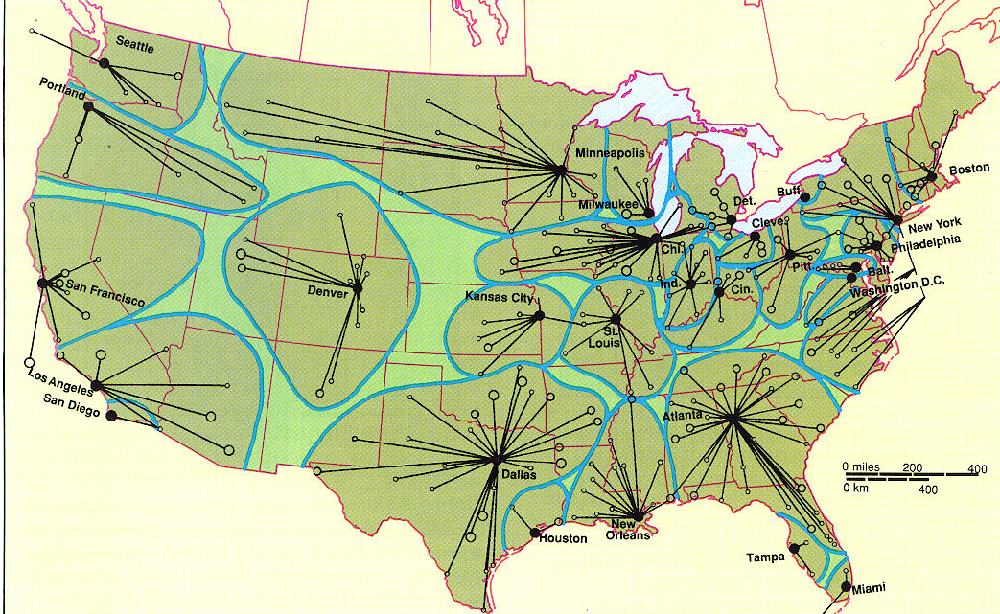 Seattle
Portland
Minneapolis
Boston
Buff.
Milwaukee
Det.
Cleve.
New York
Philadelphia
Chi.
Pitt.
Balt.
Washington D.C.
San Francisco
Denver
Kansas City
Ind.
Cin.
St.
Louis
Los Angeles
San Diego
Atlanta
Dallas
0 miles 200 400
0 km 400
New
Orleans
Houston
Tampa
Miami